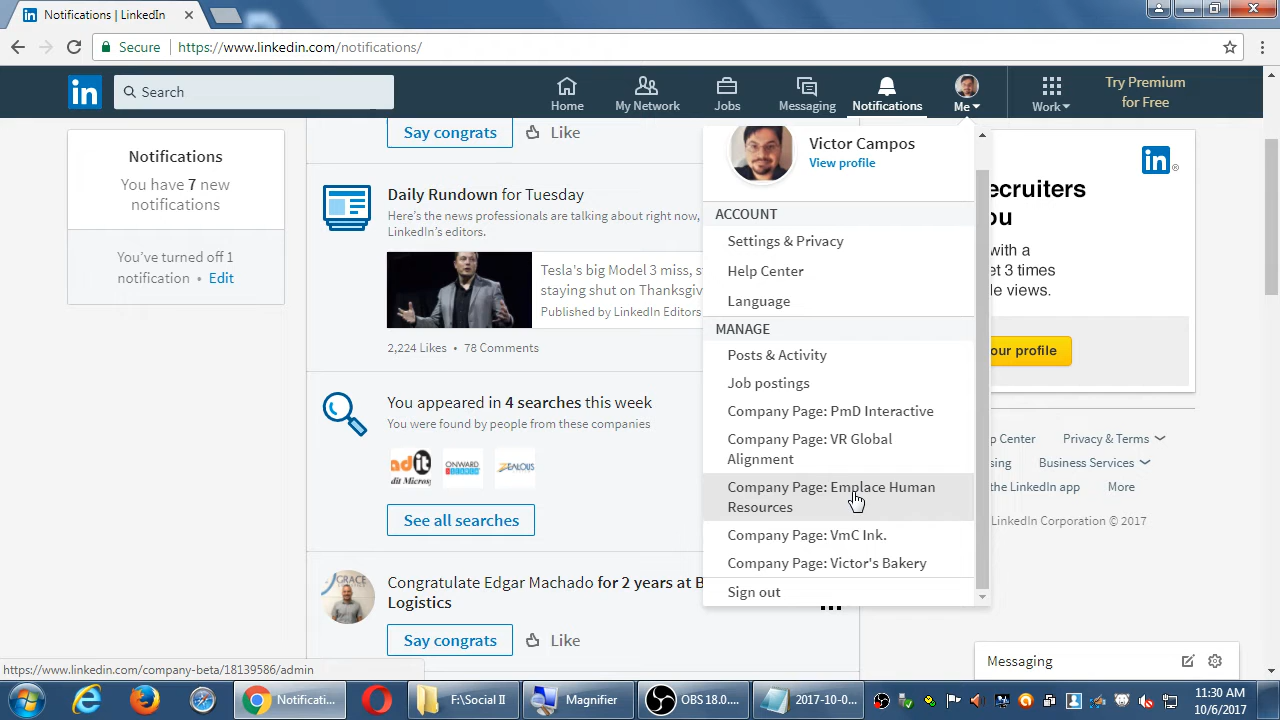 Notifications | LinkedIn
Secure
https://www.linkedin.com/notifications/
in
Search
Home
My Network
Jobs
Messaging
Notifications
Me
Work
Try Premium
for Free
Notifications
You have 7 new
notifications
You've turned off 1
notification • Edit
Say congrats
Like
Daily Rundown for Tuesday
Here's the news professionals are talking about right now,
LinkedIn's editors.
Tesla's big Model 3 miss, s
staying shut on Thanksgiv
Published by LinkedIn Editors
2,224 Likes • 78 Comments
You appeared in 4 searches this week
You were found by people from these companies
adit
dit Microsy
ONWARD
ZEALOUS
See all searches
GRACE
Congratulate Edgar Machado for 2 years at B
Logistics
Say congrats
Like
Victor Campos
View profile
ACCOUNT
Settings & Privacy
Help Center
Language
MANAGE
Posts & Activity
Job postings
Company Page: PmD Interactive
Company Page: VR Global
Alignment
Company Page: Emplace Human
Resources
Company Page: VmC Ink.
Company Page: Victor's Bakery
Sign out
in
ecruiters
ou
with a
et 3 times
le views.
our profile
p Center
Privacy & Terms
sing
Business Services
the LinkedIn app
More
LinkedIn Corporation © 2017
Messaging
https://www.linkedin.com/company-beta/18139586/admin
Notificati...
F:\Social II
Magnifier
OBS 18.0....
2017-10-0...
11:30 AM
10/6/2017